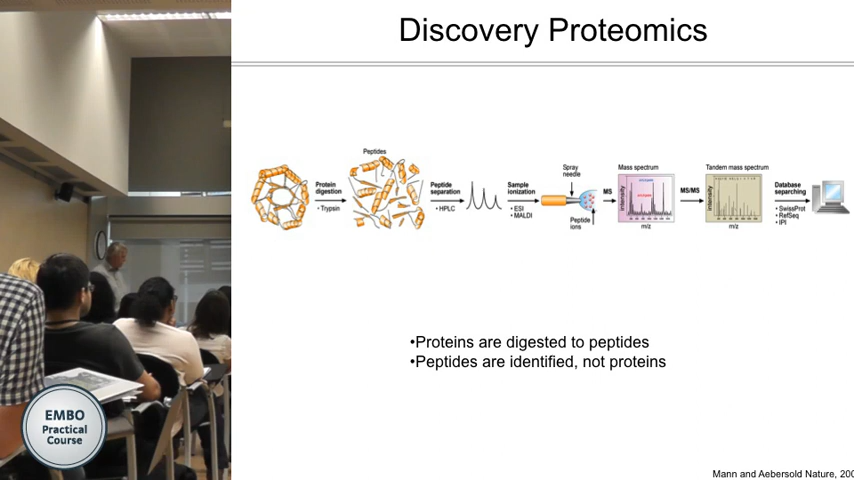 Discovery Proteomics
Peptides
Protein
digestion
• Trypsin
Peptide
separation
• HPLC
Sample
ionization
• ESI
• MALDI
Spray
needle
Peptide
ions
MS
Mass spectrum
intensity
m/z
MS/MS
Tandem mass spectrum
intensity
m/z
Database
searching
• SwissProt
• RefSeq
• IPI
•Proteins are digested to peptides
•Peptides are identified, not proteins
Mann and Aebersold Nature, 200
EMBO
Practical
Course